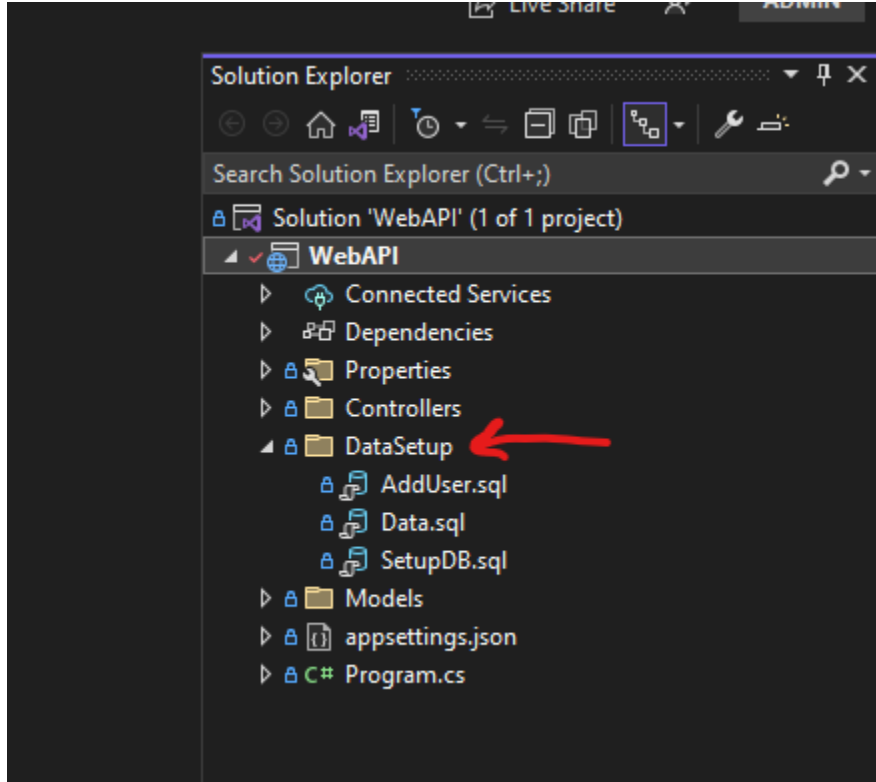 Live Share
ADMIN
Solution Explorer
Search Solution Explorer (Ctrl+;)
Solution 'WebAPI' (1 of 1 project)
WebAPI
Connected Services
Dependencies
Properties
Controllers
DataSetup
AddUser.sql
Data.sql
SetupDB.sql
Models
appsettings.json
C# Program.cs